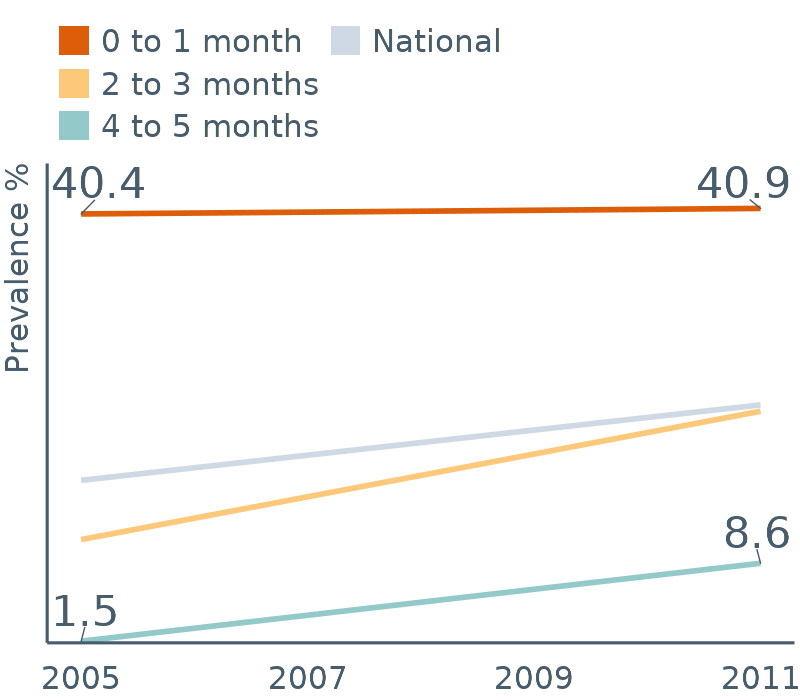 0 to 1 month
National
2 to 3 months
4 to 5 months
Prevalence %
40.4
40.9
8.6
1.5
2005
2007
2009
2011